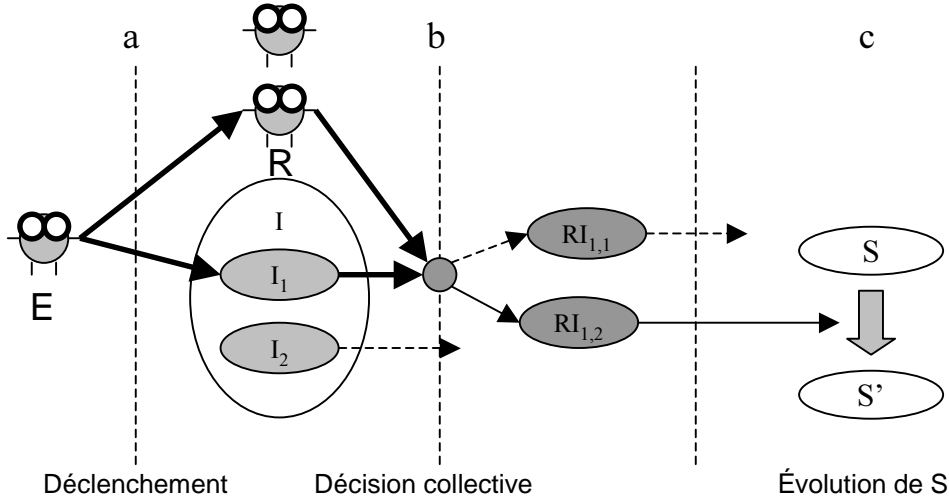 a
b
c
R
E
I
I1
I2
RI1,1
RI1,2
S
S’
Déclenchement
Décision collective
Évolution de S